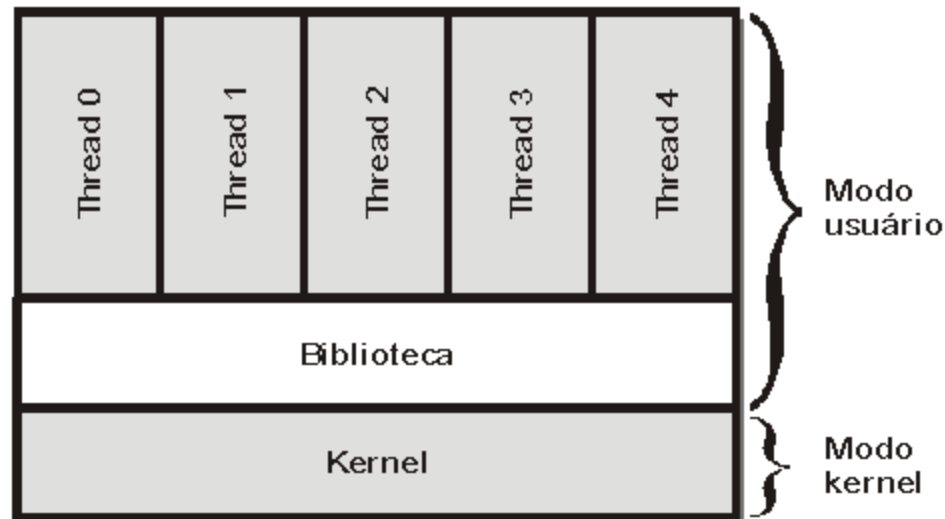 Thread 0
Thread 1
Thread 2
Thread 3
Thread 4
Modo
usuário
Biblioteca
Kernel
Modo
kernel